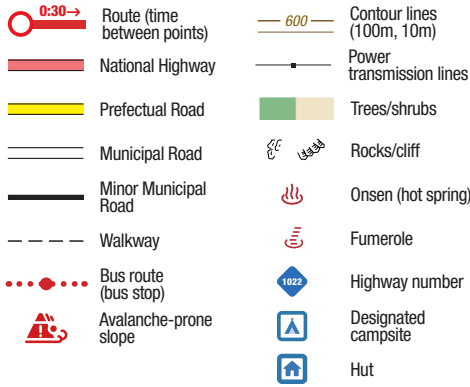 0:30→
Route (time
between points)
National Highway
Prefectual Road
Municipal Road
Minor Municipal
Road
Walkway
Bus route
(bus stop)
Avalanche-prone
slope
600
Contour lines
(100m, 10m)
Power
transmission lines
Trees/shrubs
Rocks/cliff
Onsen (hot spring)
Fumerole
1022
Highway number
Designated
campsite
Hut